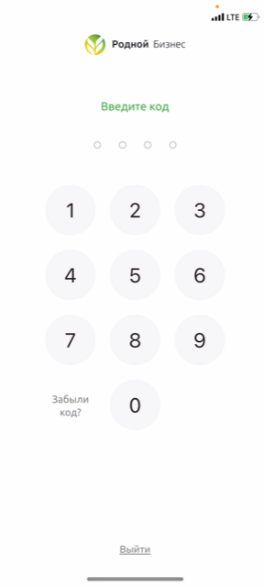 LTE
Родной Бизнес
Введите код
1 2 3
4 5 6
7 8 9
Забыли
код?
0
Выйти